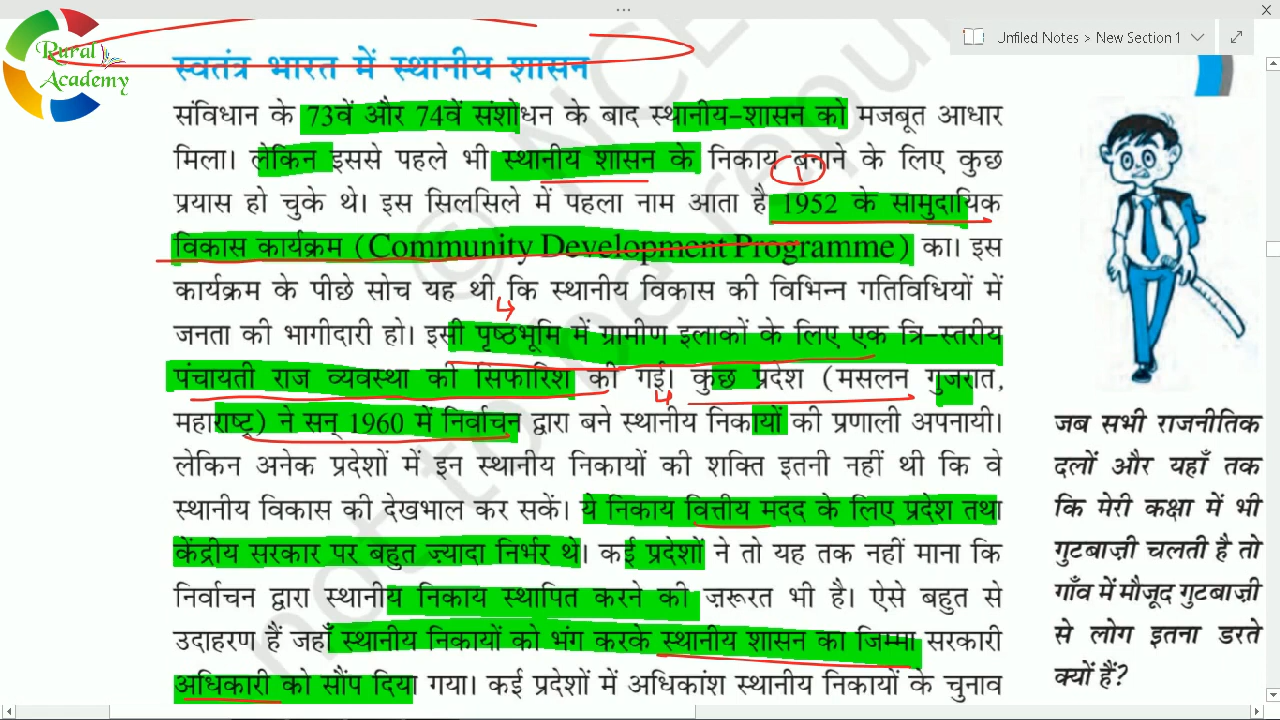 Rural
Academy
Unfiled Notes > New Section 1
स्वतंत्र भारत में स्थानीय शासन
संविधान के 73वें और 74वें संशोधन के बाद स्थानीय-शासन को मजबूत आधार
मिला। लेकिन इससे पहले भी स्थानीय शासन के निकाय बनाने के लिए कुछ
प्रयास हो चुके थे। इस सिलसिले में पहला नाम आता है 1952 के सामुदायिक
विकास कार्यक्रम (Community Development Programme) का। इस
कार्यक्रम के पीछे सोच यह थी कि स्थानीय विकास की विभिन्न गतिविधियों में
जनता की भागीदारी हो। इसी पृष्ठभूमि में ग्रामीण इलाकों के लिए एक त्रि-स्तरीय
पंचायती राज व्यवस्था की सिफारिश की गई। कुछ प्रदेश (मसलन गुजरात,
महाराष्ट्र) ने सन् 1960 में निर्वाचन द्वारा बने स्थानीय निकायों की प्रणाली अपनायी।
लेकिन अनेक प्रदेशों में इन स्थानीय निकायों की शक्ति इतनी नहीं थी कि वे
स्थानीय विकास की देखभाल कर सकें। ये निकाय वित्तीय मदद के लिए प्रदेश तथा
केंद्रीय सरकार पर बहुत ज़्यादा निर्भर थे। कई प्रदेशों ने तो यह तक नहीं माना कि
निर्वाचन द्वारा स्थानीय निकाय स्थापित करने की ज़रूरत भी है। ऐसे बहुत से
उदाहरण हैं जहाँ स्थानीय निकायों को भंग करके स्थानीय शासन का जिम्मा सरकारी
अधिकारी को सौंप दिया गया। कई प्रदेशों में अधिकांश स्थानीय निकायों के चुनाव
जब सभी राजनीतिक
दलों और यहाँ तक
कि मेरी कक्षा में भी
गुटबाज़ी चलती है तो
गाँव में मौजूद गुटबाज़ी
से लोग इतना डरते
क्यों हैं?